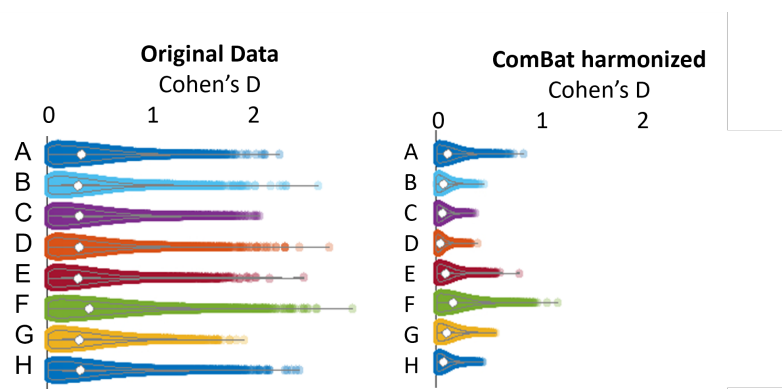 Original Data
Cohen's D
0 1 2
A
B
C
D
E
F
G
H
ComBat harmonized
Cohen's D
0 1 2
A
B
C
D
E
F
G
H